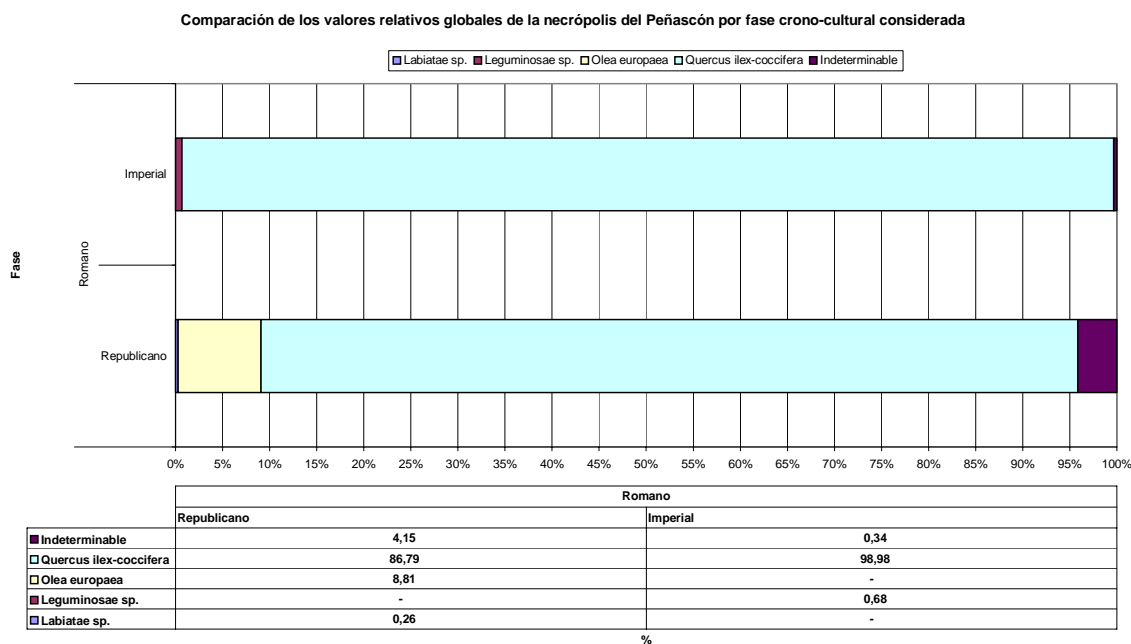 Comparación de los valores relativos globales de la necrópolis del Peñascón por fase crono-cultural considerada
Labiatae sp. Leguminosae sp. Olea europaea Quercus ilex-coccifera Indeterminable
Imperial
Romano
Fase
Republicano
0% 5% 10% 15% 20% 25% 30% 35% 40% 45% 50% 55% 60% 65% 70% 75% 80% 85% 90% 95% 100%
Romano
Republicano Imperial
Indeterminable 4,15 0,34
Quercus ilex-coccifera 86,79 98,98
Olea europaea 8,81 -
Leguminosae sp. - 0,68
Labiatae sp. 0,26 -
%